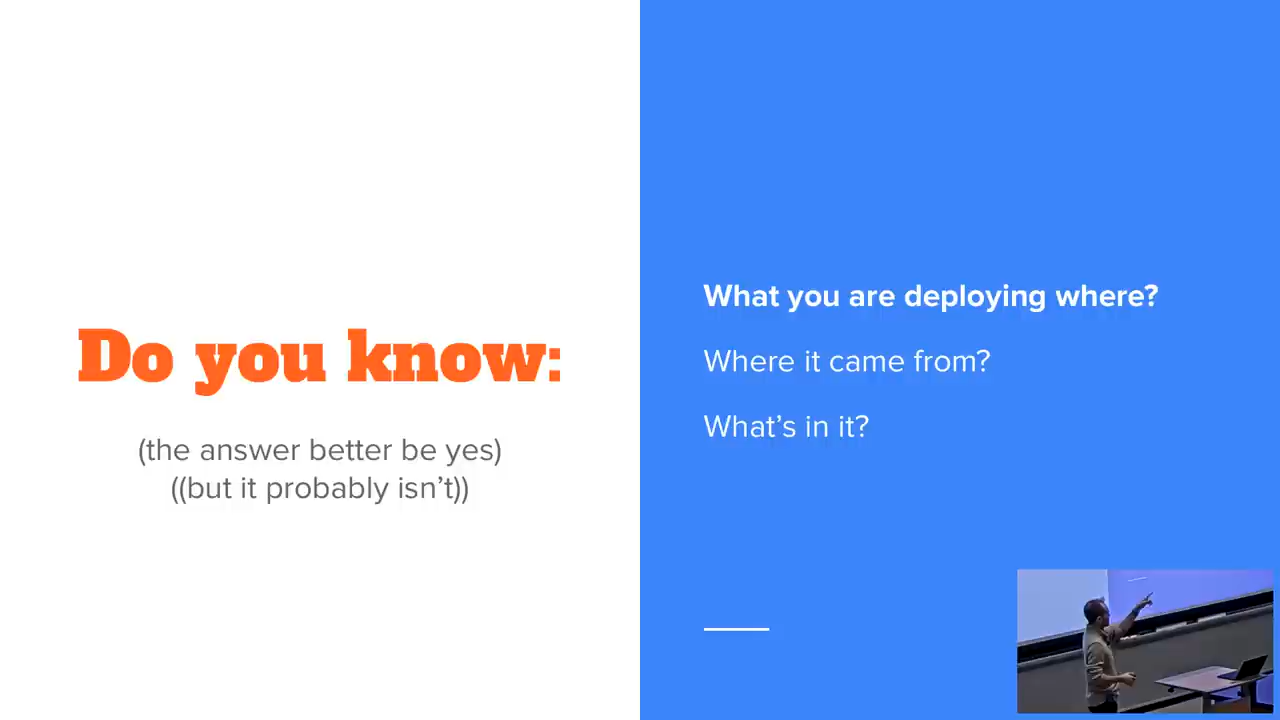 Do you know:
(the answer better be yes)
((but it probably isn’t))
What you are deploying where?
Where it came from?
What’s in it?